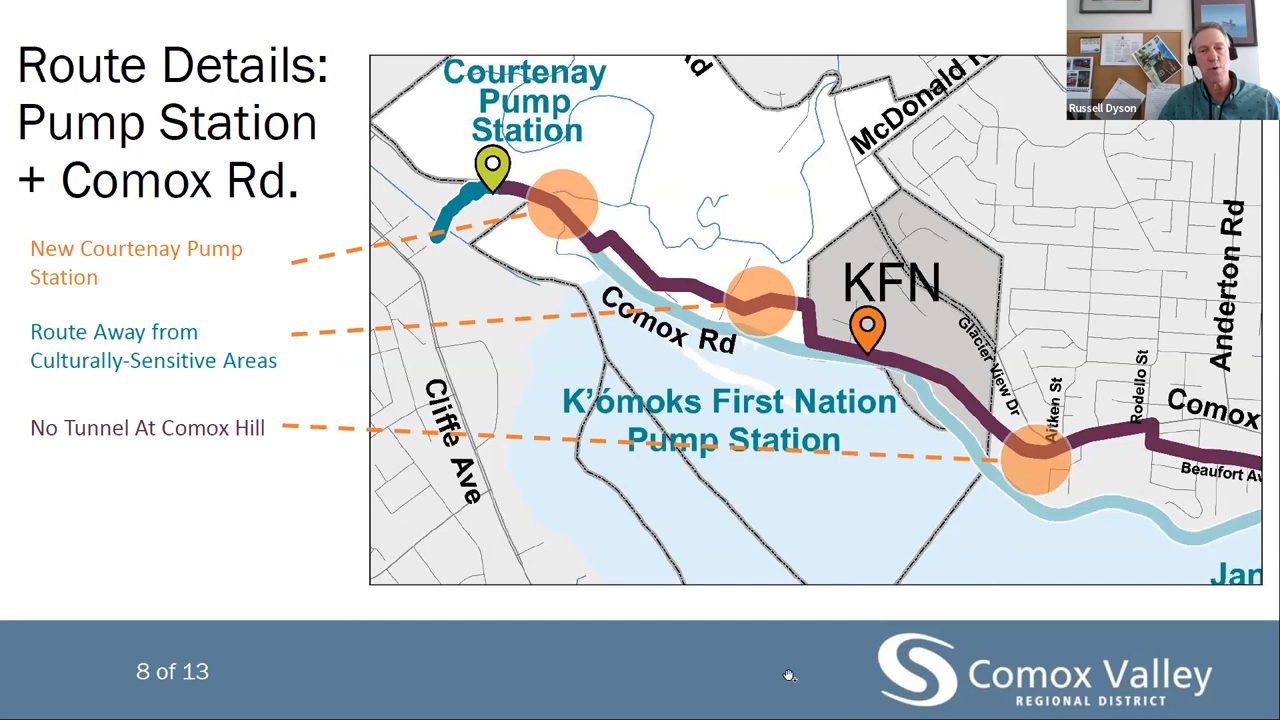 Route Details:
Pump Station
+ Comox Rd.
New Courtenay Pump
Station
Route Away from
Culturally-Sensitive Areas
No Tunnel At Comox Hill
Courtenay
Pump
Station
McDonald R
Russell Dyson
KFN
Comox Rd
K’ómoks First Nation
Pump Station
Cliffe Ave
Glacier View Dr
Aitken St
Rodello St
Anderton Rd
Comox
Beaufort Av
Jan
8 of 13
Comox Valley
REGIONAL DISTRICT